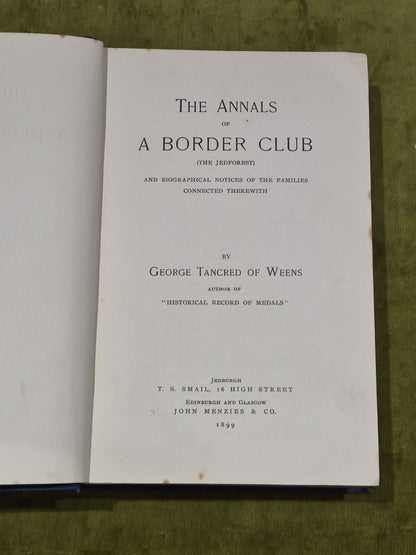 THE ANNALS
OF
A BORDER CLUB
(THE JEDFOREST)
AND BIOGRAPHICAL NOTICES OF THE FAMILIES
CONNECTED THEREWITH
BY
GEORGE TANCRED OF WEENS
AUTHOR OF
"HISTORICAL RECORD OF MEDALS"
JEDBURGH
T. S. SMAIL, 16 HIGH STREET
EDINBURGH AND GLASGOW
JOHN MENZIES & CO.
1899